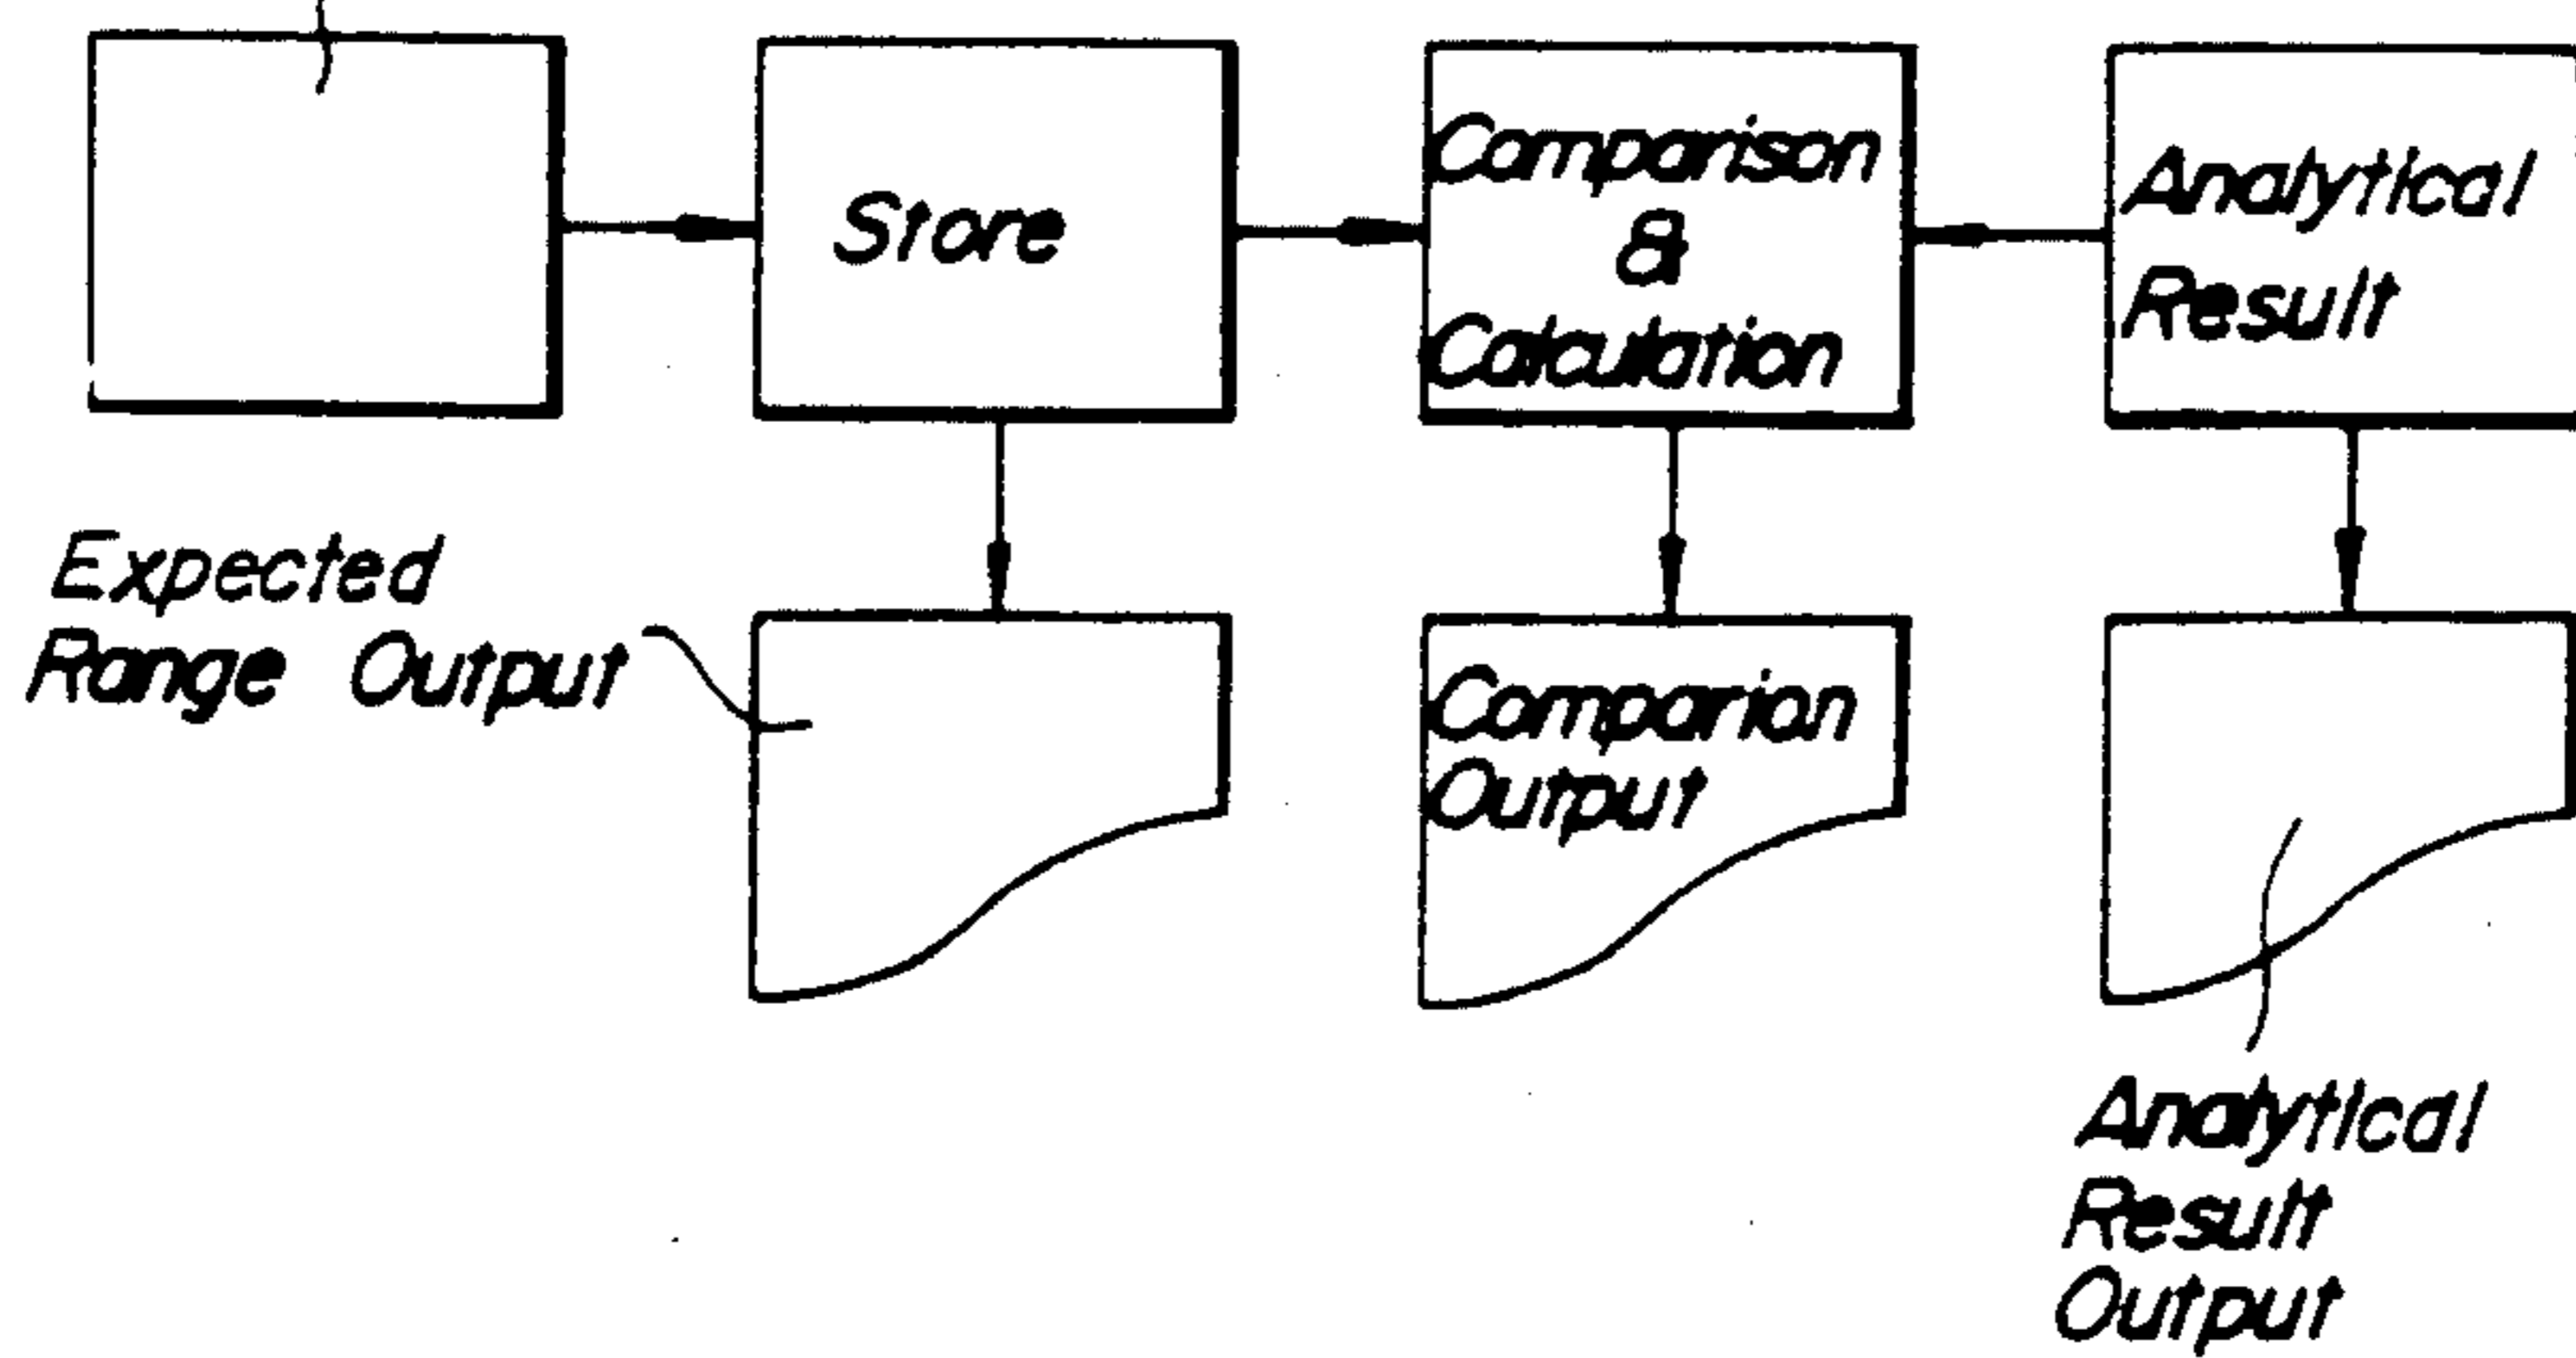 Store
Comparison
&
Calculation
Analytical
Result
Expected
Range Output
Comparion
Output
Analytical
Result
Output